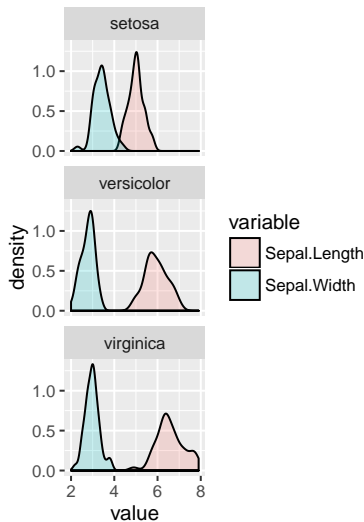 setosa
1.0
0.5
0.0
versicolor
1.0
0.5
0.0
virginica
1.0
0.5
0.0
2 4 6 8
value
density
variable
Sepal.Length
Sepal.Width